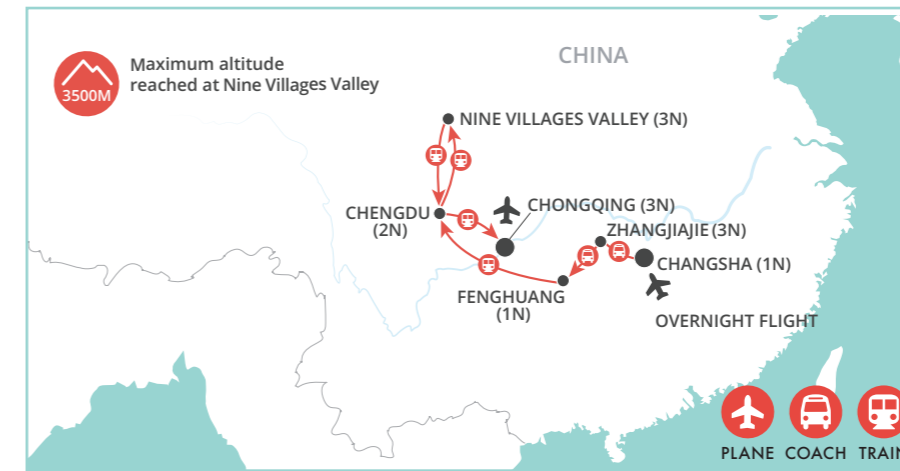 CHINA
Maximum altitude
reached at Nine Villages Valley
3500M
NINE VILLAGES VALLEY (3N)
CHENGDU
(2N)
CHONGQING (3N)
ZHANGJIAJIE (3N)
CHANGSHA (1N)
FENGHUANG
(1N)
OVERNIGHT FLIGHT
PLANE COACH TRAIN